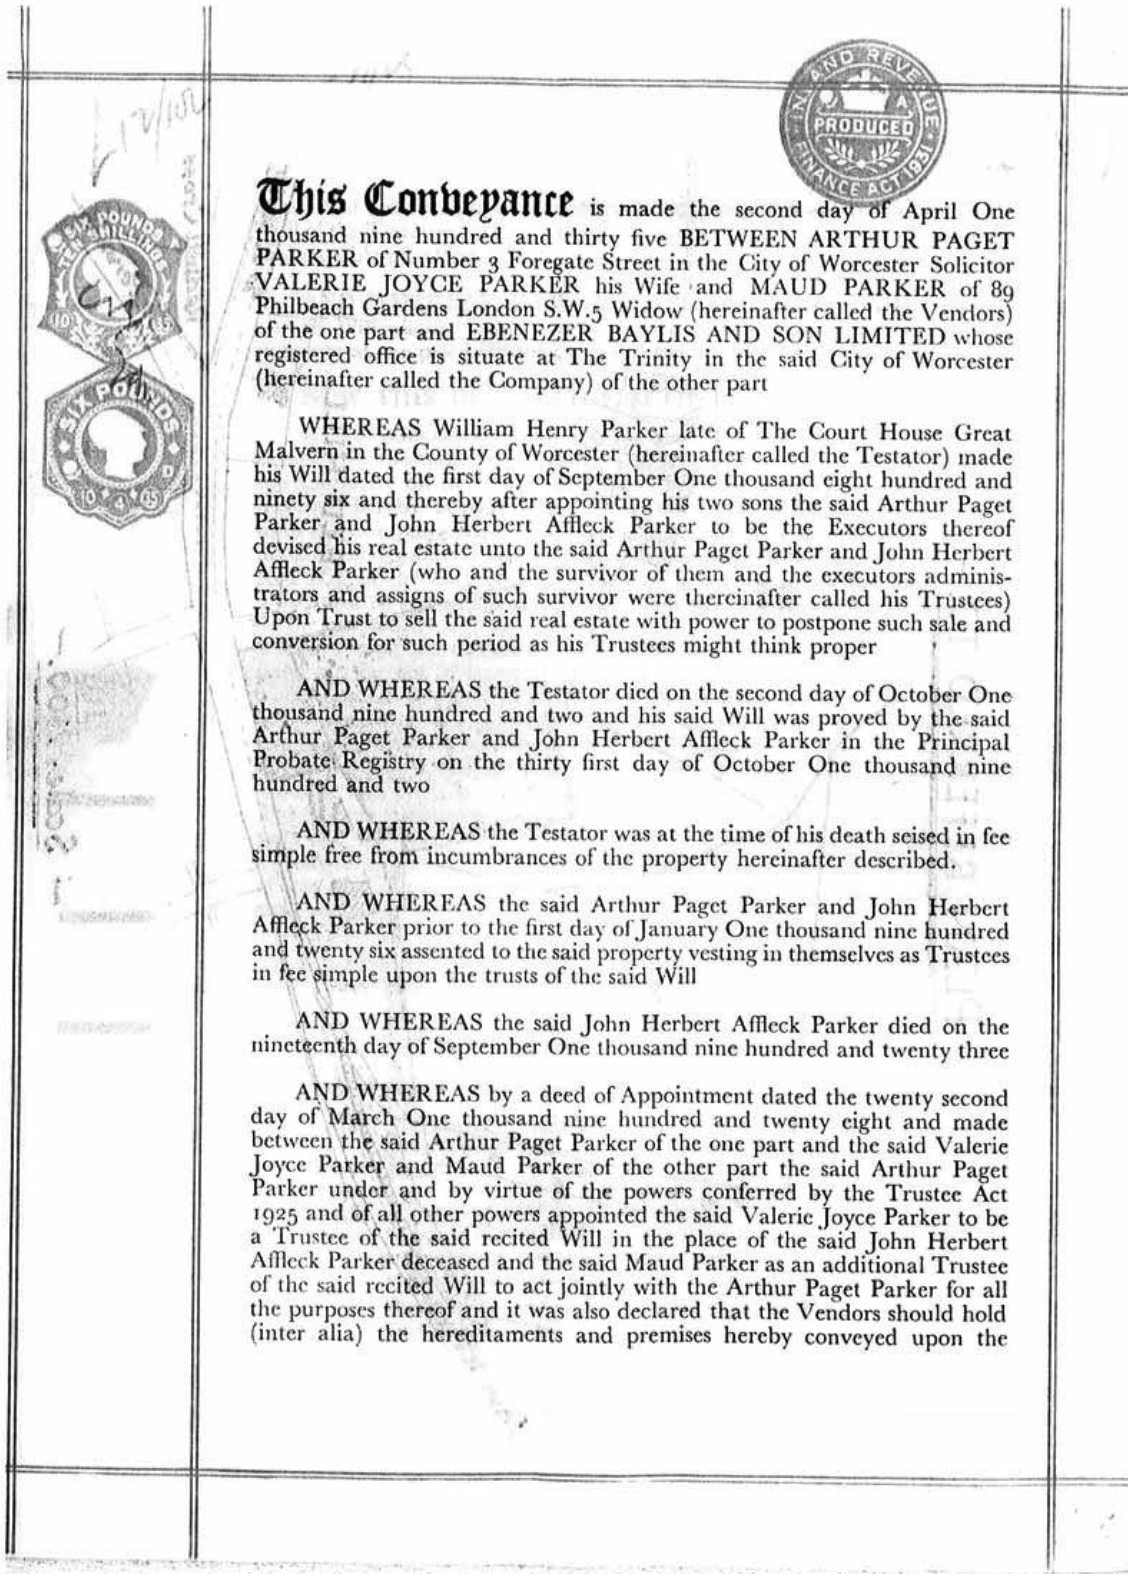 INLAND REVENUE
PRODUCED
FINANCE ACT 1931
SIX POUNDS
TEN SHILLINGS
SIX POUNDS
10 4 35
This Conveyance is made the second day of April One
thousand nine hundred and thirty five BETWEEN ARTHUR PAGET
PARKER of Number 3 Foregate Street in the City of Worcester Solicitor
VALERIE JOYCE PARKER his Wife and MAUD PARKER of 89
Philbeach Gardens London S.W.5 Widow (hereinafter called the Vendors)
of the one part and EBENEZER BAYLIS AND SON LIMITED whose
registered office is situate at The Trinity in the said City of Worcester
(hereinafter called the Company) of the other part
WHEREAS William Henry Parker late of The Court House Great
Malvern in the County of Worcester (hereinafter called the Testator) made
his Will dated the first day of September One thousand eight hundred and
ninety six and thereby after appointing his two sons the said Arthur Paget
Parker and John Herbert Affleck Parker to be the Executors thereof
devised his real estate unto the said Arthur Paget Parker and John Herbert
Affleck Parker (who and the survivor of them and the executors adminis-
trators and assigns of such survivor were thereinafter called his Trustees)
Upon Trust to sell the said real estate with power to postpone such sale and
conversion for such period as his Trustees might think proper
AND WHEREAS the Testator died on the second day of October One
thousand nine hundred and two and his said Will was proved by the said
Arthur Paget Parker and John Herbert Affleck Parker in the Principal
Probate Registry on the thirty first day of October One thousand nine
hundred and two
AND WHEREAS the Testator was at the time of his death seised in fee
simple free from incumbrances of the property hereinafter described.
AND WHEREAS the said Arthur Paget Parker and John Herbert
Affleck Parker prior to the first day of January One thousand nine hundred
and twenty six assented to the said property vesting in themselves as Trustees
in fee simple upon the trusts of the said Will
AND WHEREAS the said John Herbert Affleck Parker died on the
nineteenth day of September One thousand nine hundred and twenty three
AND WHEREAS by a deed of Appointment dated the twenty second
day of March One thousand nine hundred and twenty eight and made
between the said Arthur Paget Parker of the one part and the said Valerie
Joyce Parker and Maud Parker of the other part the said Arthur Paget
Parker under and by virtue of the powers conferred by the Trustee Act
1925 and of all other powers appointed the said Valerie Joyce Parker to be
a Trustee of the said recited Will in the place of the said John Herbert
Affleck Parker deceased and the said Maud Parker as an additional Trustee
of the said recited Will to act jointly with the Arthur Paget Parker for all
the purposes thereof and it was also declared that the Vendors should hold
(inter alia) the hereditaments and premises hereby conveyed upon the